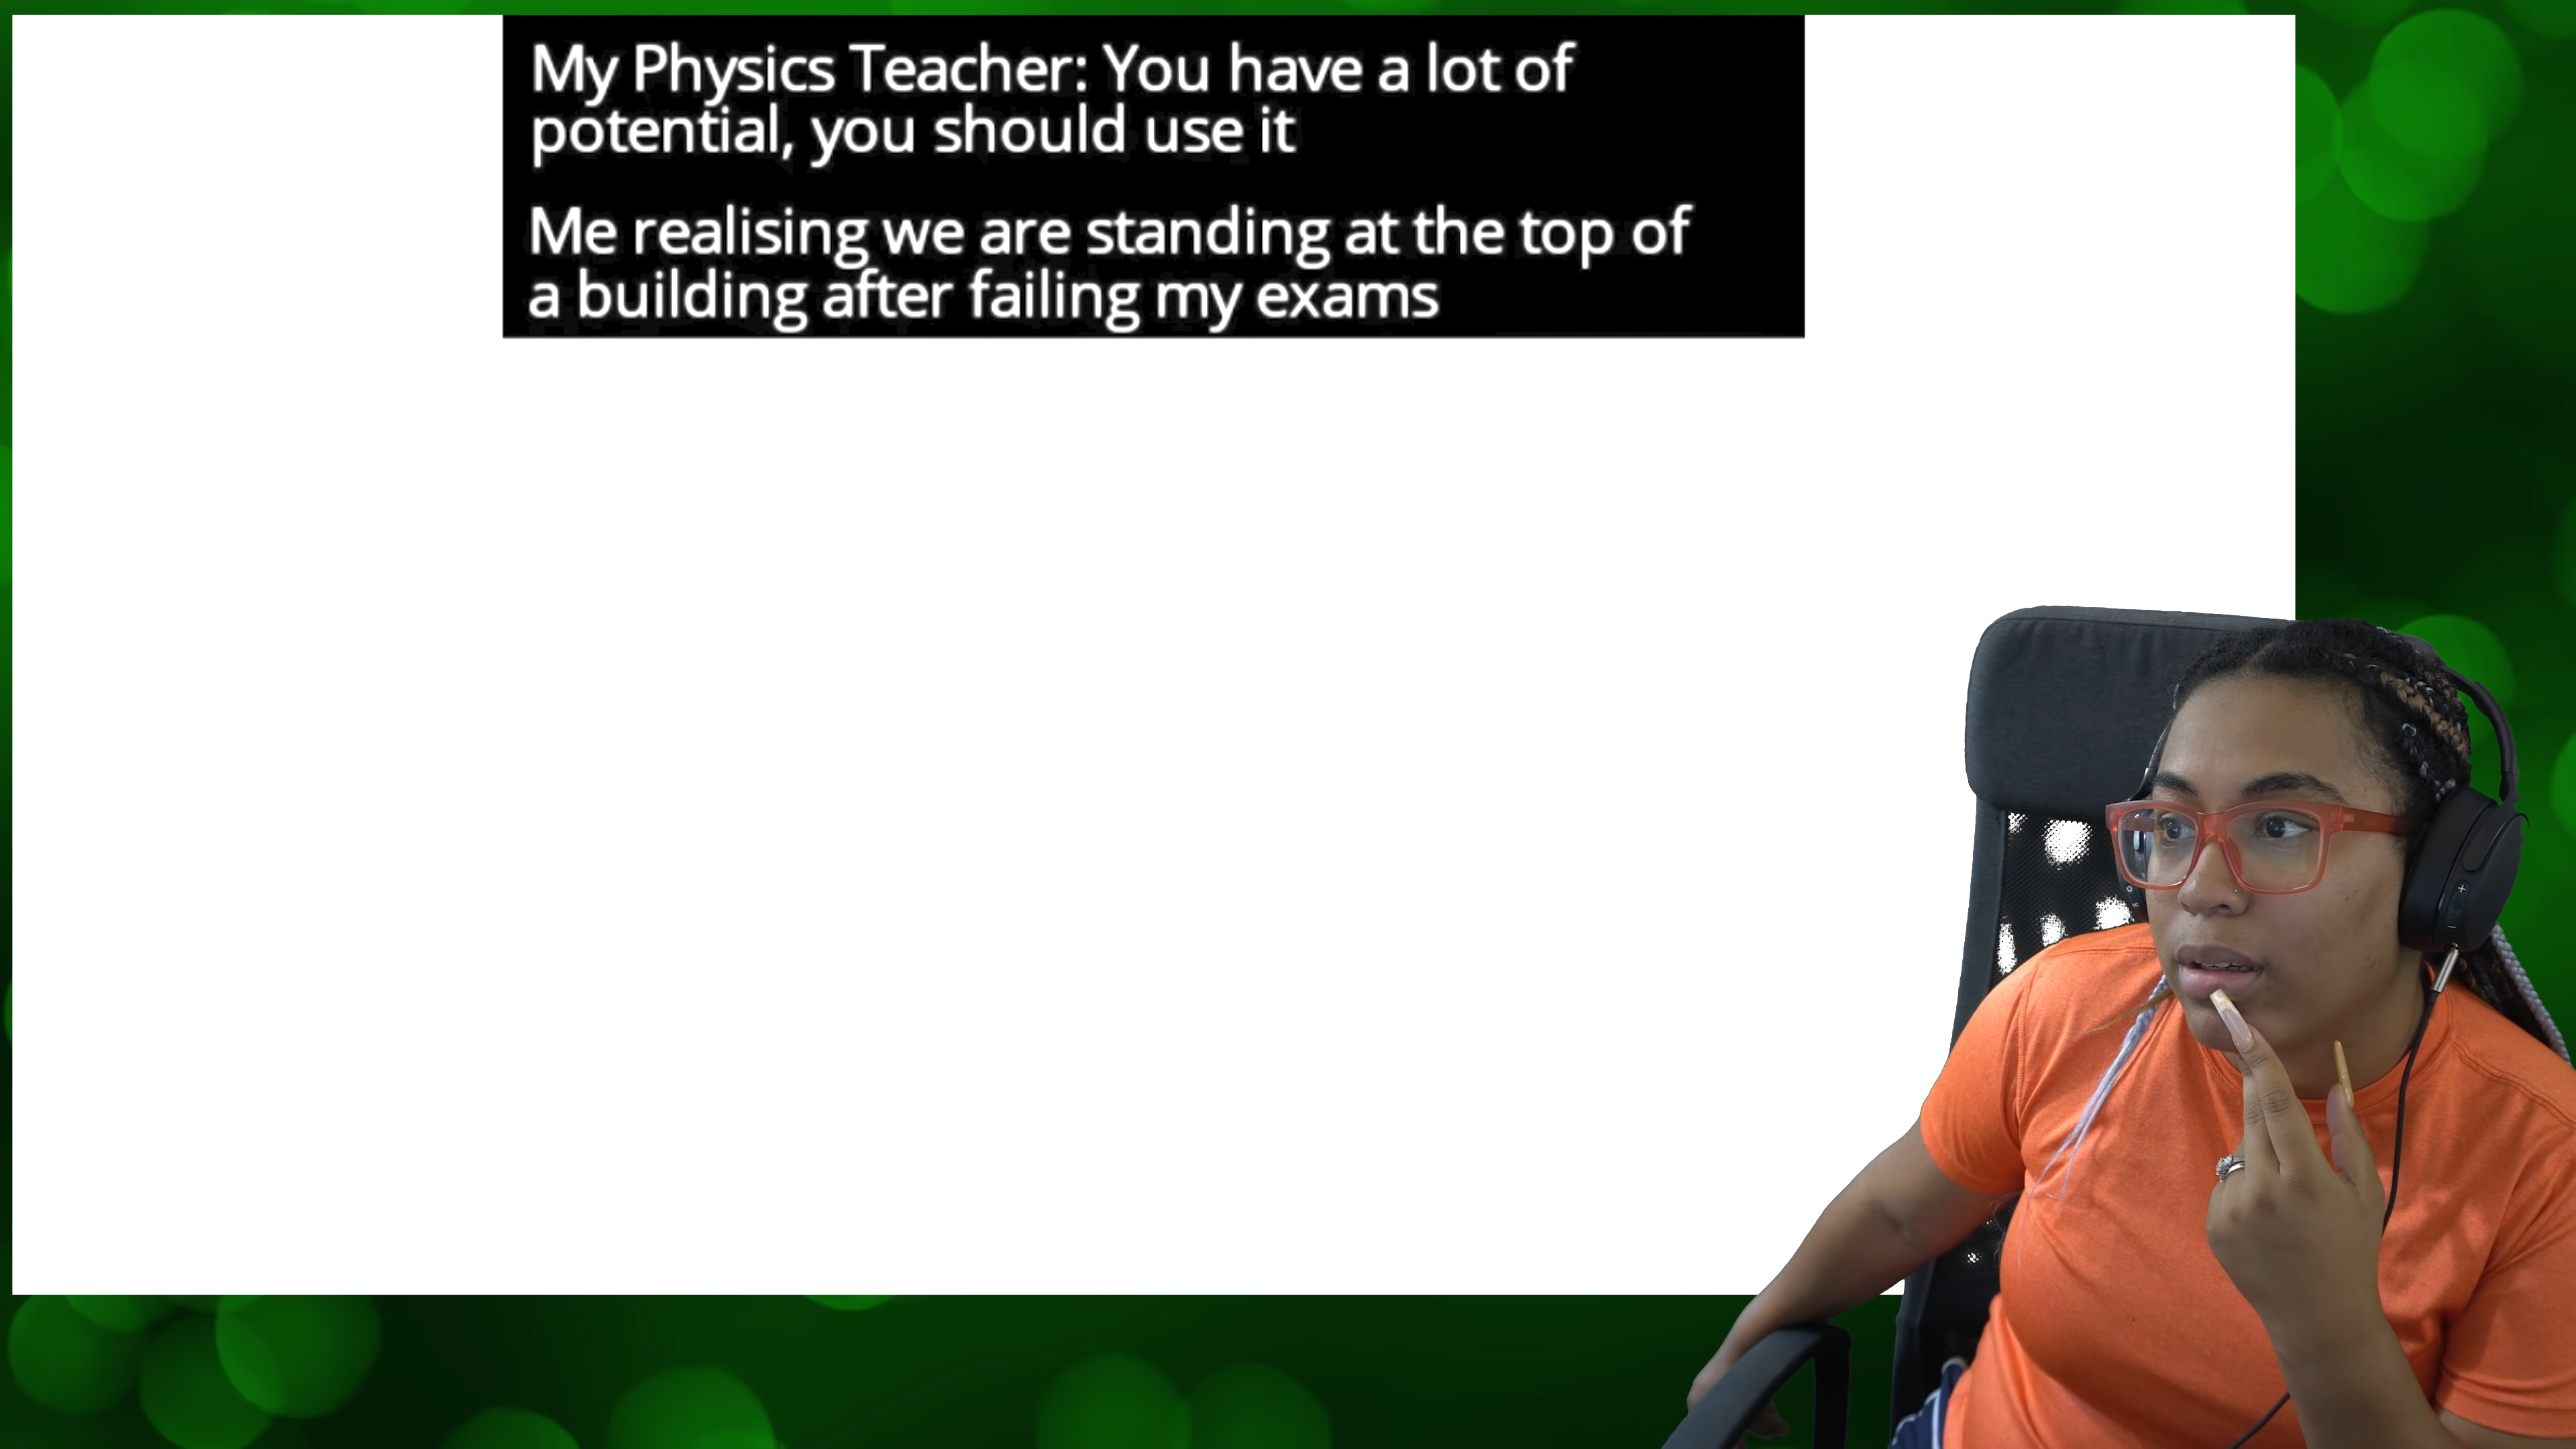 My Physics Teacher: You have a lot of
potential, you should use it
Me realising we are standing at the top of
a building after failing my exams